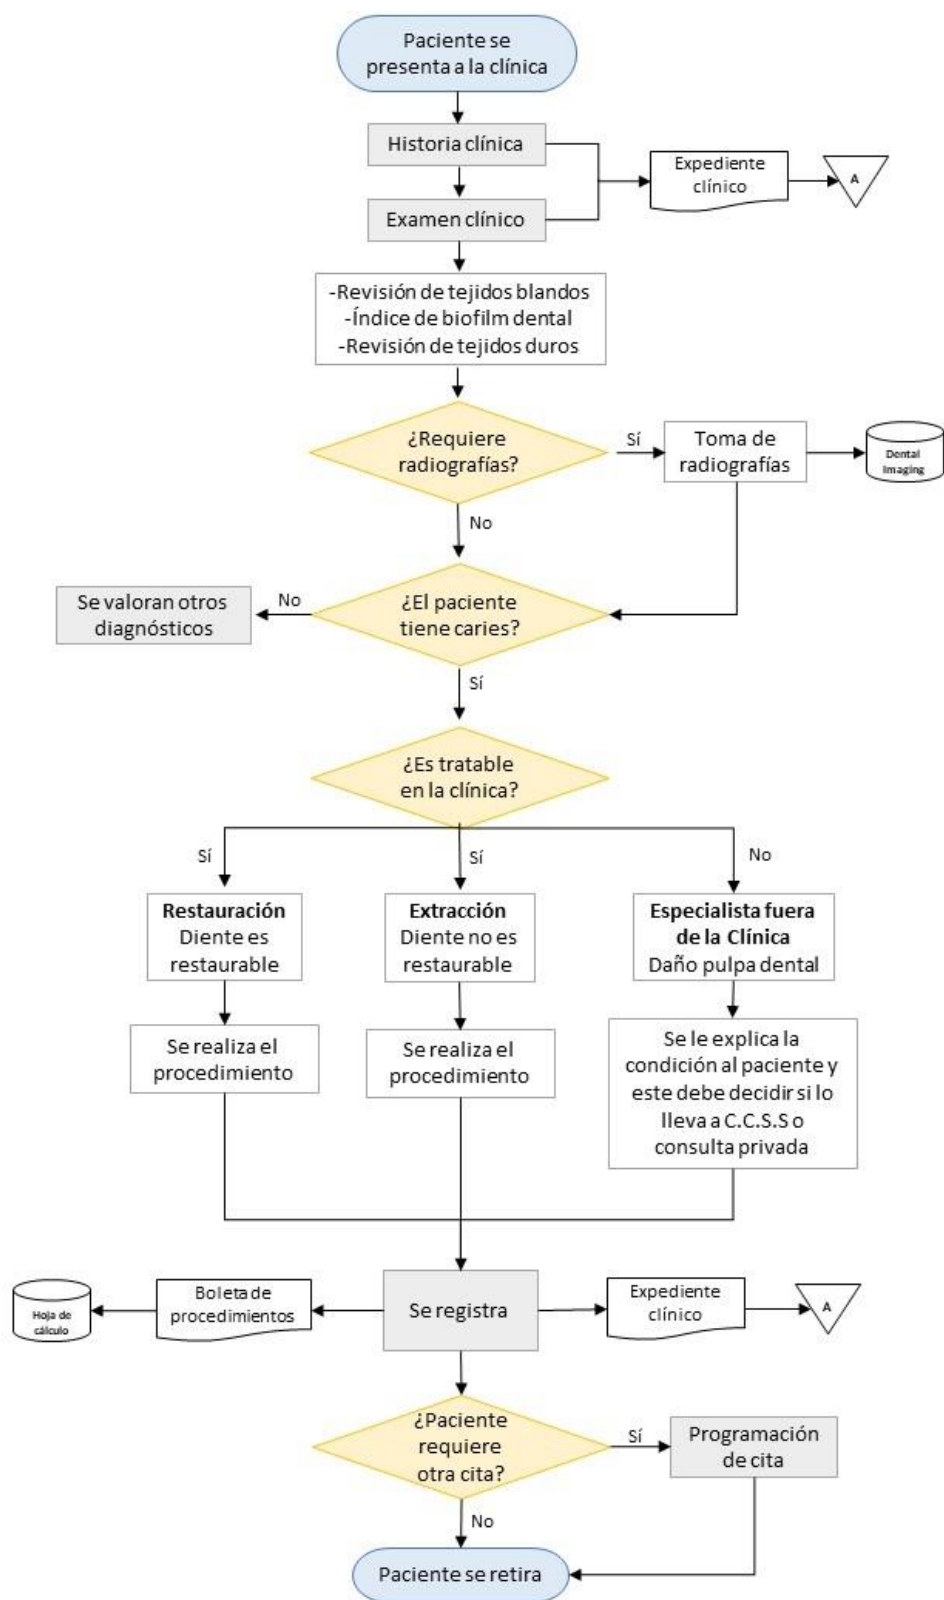 Paciente se
presenta a la clínica
Historia clínica
Expediente
clínico
A
Examen clínico
-Revisión de tejidos blandos
-Índice de biofilm dental
-Revisión de tejidos duros
¿Requiere
radiografías?
Sí
Toma de
radiografías
Dental
Imaging
No
¿El paciente
tiene caries?
No
Se valoran otros
diagnósticos
Sí
¿Es tratable
en la clínica?
Sí
Sí
No
Restauración
Diente es
restaurable
Extracción
Diente no es
restaurable
Especialista fuera
de la Clínica
Daño pulpa dental
Se realiza el
procedimiento
Se realiza el
procedimiento
Se le explica la
condición al paciente y
este debe decidir si lo
lleva a C.C.S.S o
consulta privada
Hoja de
cálculo
Boleta de
procedimientos
Se registra
Expediente
clínico
A
¿Paciente
requiere
otra cita?
Sí
Programación
de cita
No
Paciente se retira